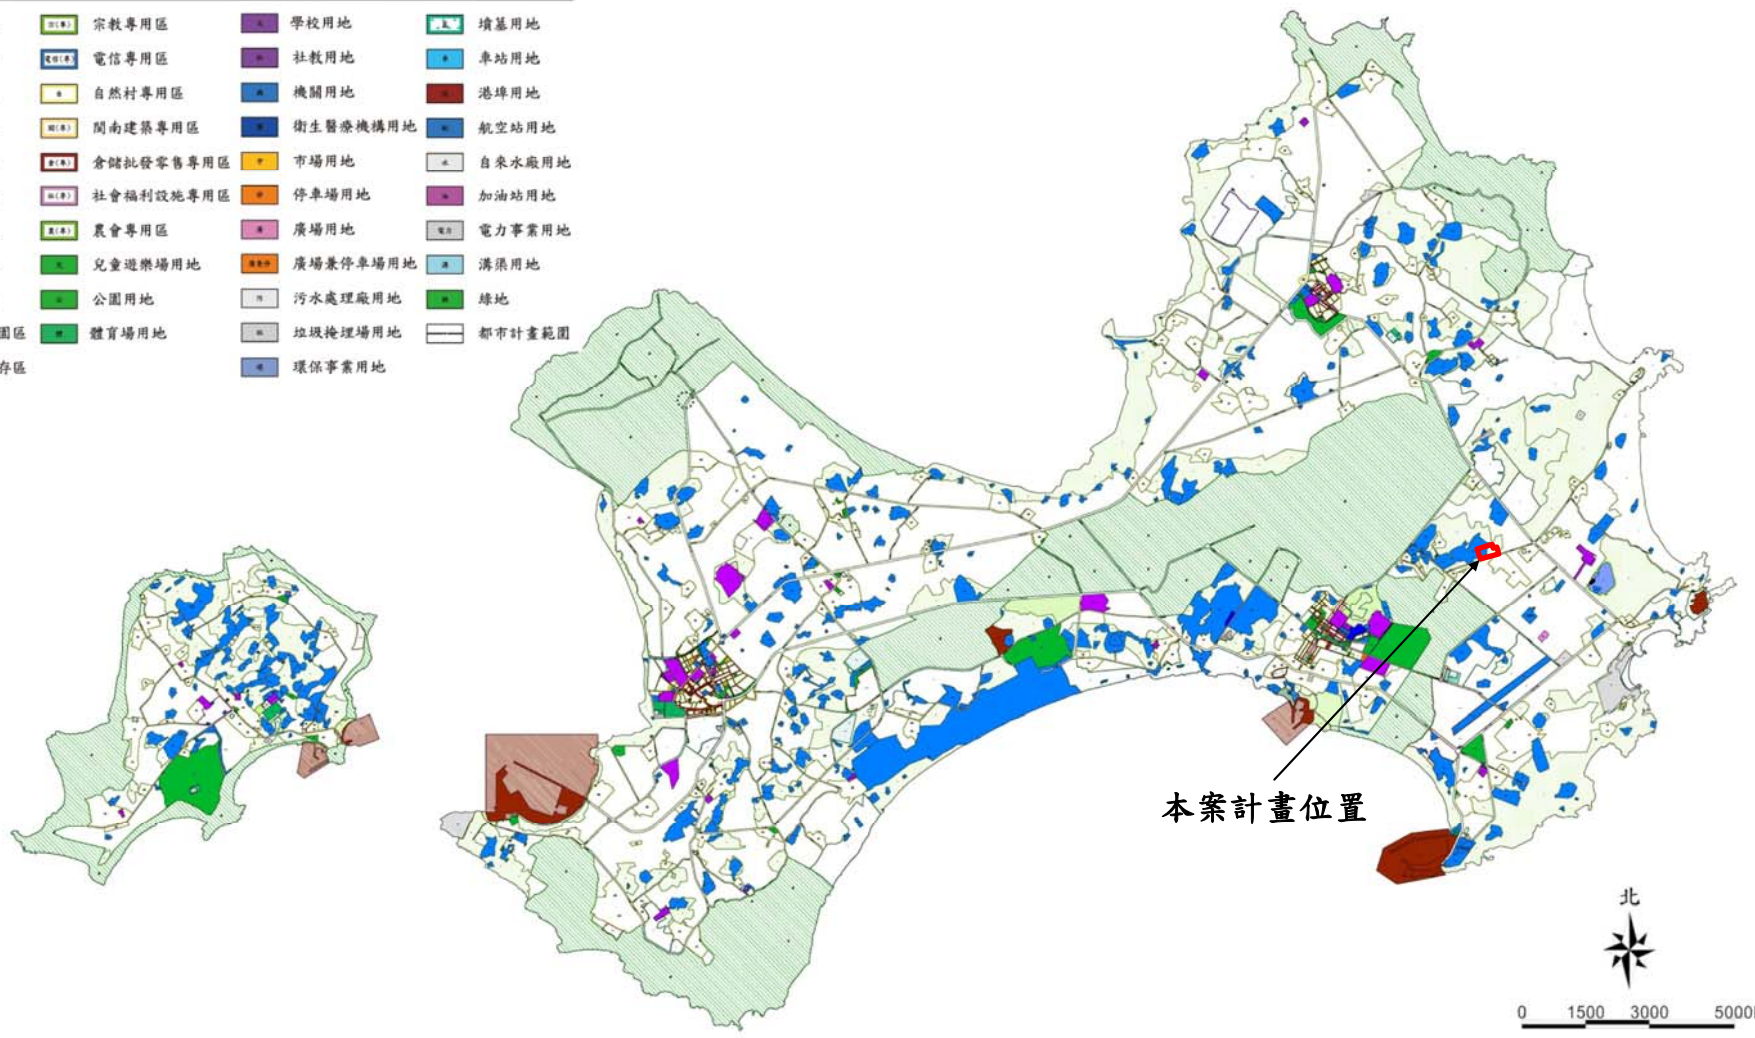 宗教專用區 學校用地 墳墓用地
電信專用區 社教用地 車站用地
自然村專用區 機關用地 港埠用地
閩南建築專用區 衛生醫療機構用地 航空站用地
倉儲批發零售專用區 市場用地 自來水廠用地
社會福利設施專用區 停車場用地 加油站用地
農會專用區 廣場用地 電力 電力事業用地
兒童遊樂場用地 廣場兼停車場用地 溝渠用地
公園用地 污水處理廠用地 綠地
園區 體育場用地 垃圾掩埋場用地 都市計畫範圍
存區 環保事業用地
本案計畫位置
北
0 1500 3000 5000